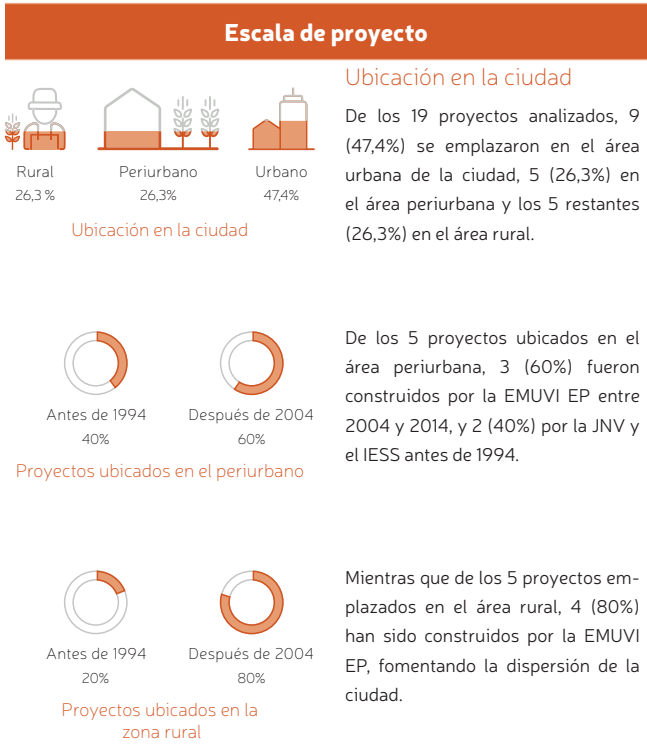 Escala de proyecto
Rural
26,3 %
Periurbano
26,3%
Urbano
47,4%
Ubicación en la ciudad
Ubicación en la ciudad
De los 19 proyectos analizados, 9
(47,4%) se emplazaron en el área
urbana de la ciudad, 5 (26,3%) en
el área periurbana y los 5 restantes
(26,3%) en el área rural.
Antes de 1994
40%
Después de 2004
60%
Proyectos ubicados en el periurbano
De los 5 proyectos ubicados en el
área periurbana, 3 (60%) fueron
construidos por la EMUVI EP entre
2004 y 2014, y 2 (40%) por la JNV y
el IESS antes de 1994.
Antes de 1994
20%
Después de 2004
80%
Proyectos ubicados en la
zona rural
Mientras que de los 5 proyectos em-
plazados en el área rural, 4 (80%)
han sido construidos por la EMUVI
EP, fomentando la dispersión de la
ciudad.